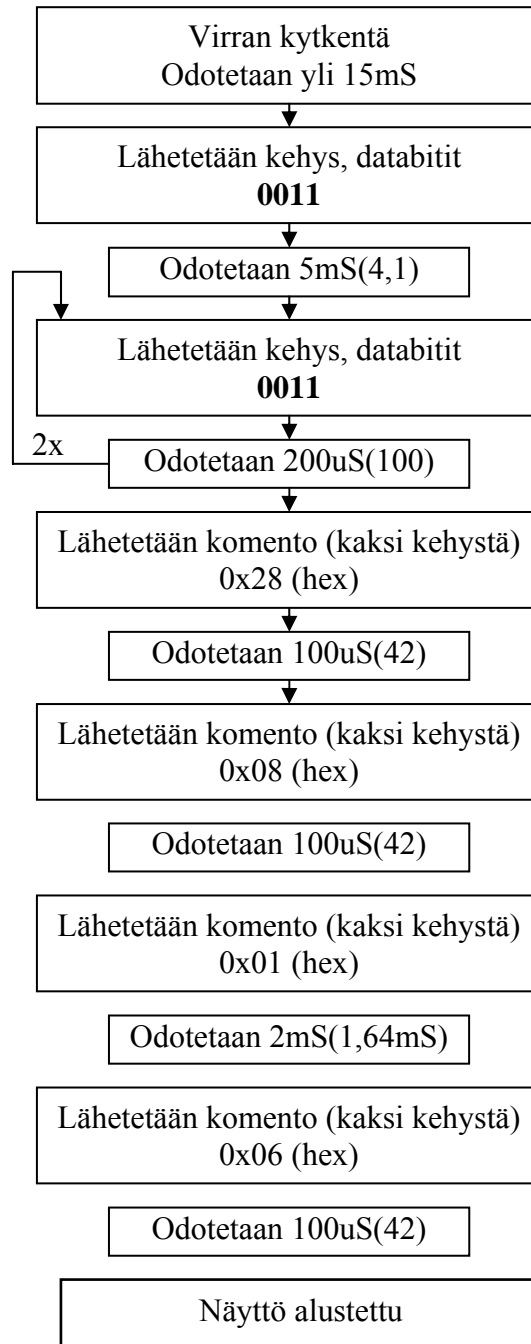 Virran kytkentä
Odotetaan yli 15mS
Lähetetään kehys, databitit
0011
Odotetaan 5mS(4,1)
Lähetetään kehys, databitit
0011
2x
Odotetaan 200uS(100)
Lähetetään komento (kaksi kehystä)
0x28 (hex)
Odotetaan 100uS(42)
Lähetetään komento (kaksi kehystä)
0x08 (hex)
Odotetaan 100uS(42)
Lähetetään komento (kaksi kehystä)
0x01 (hex)
Odotetaan 2mS(1,64mS)
Lähetetään komento (kaksi kehystä)
0x06 (hex)
Odotetaan 100uS(42)
Näyttö alustettu